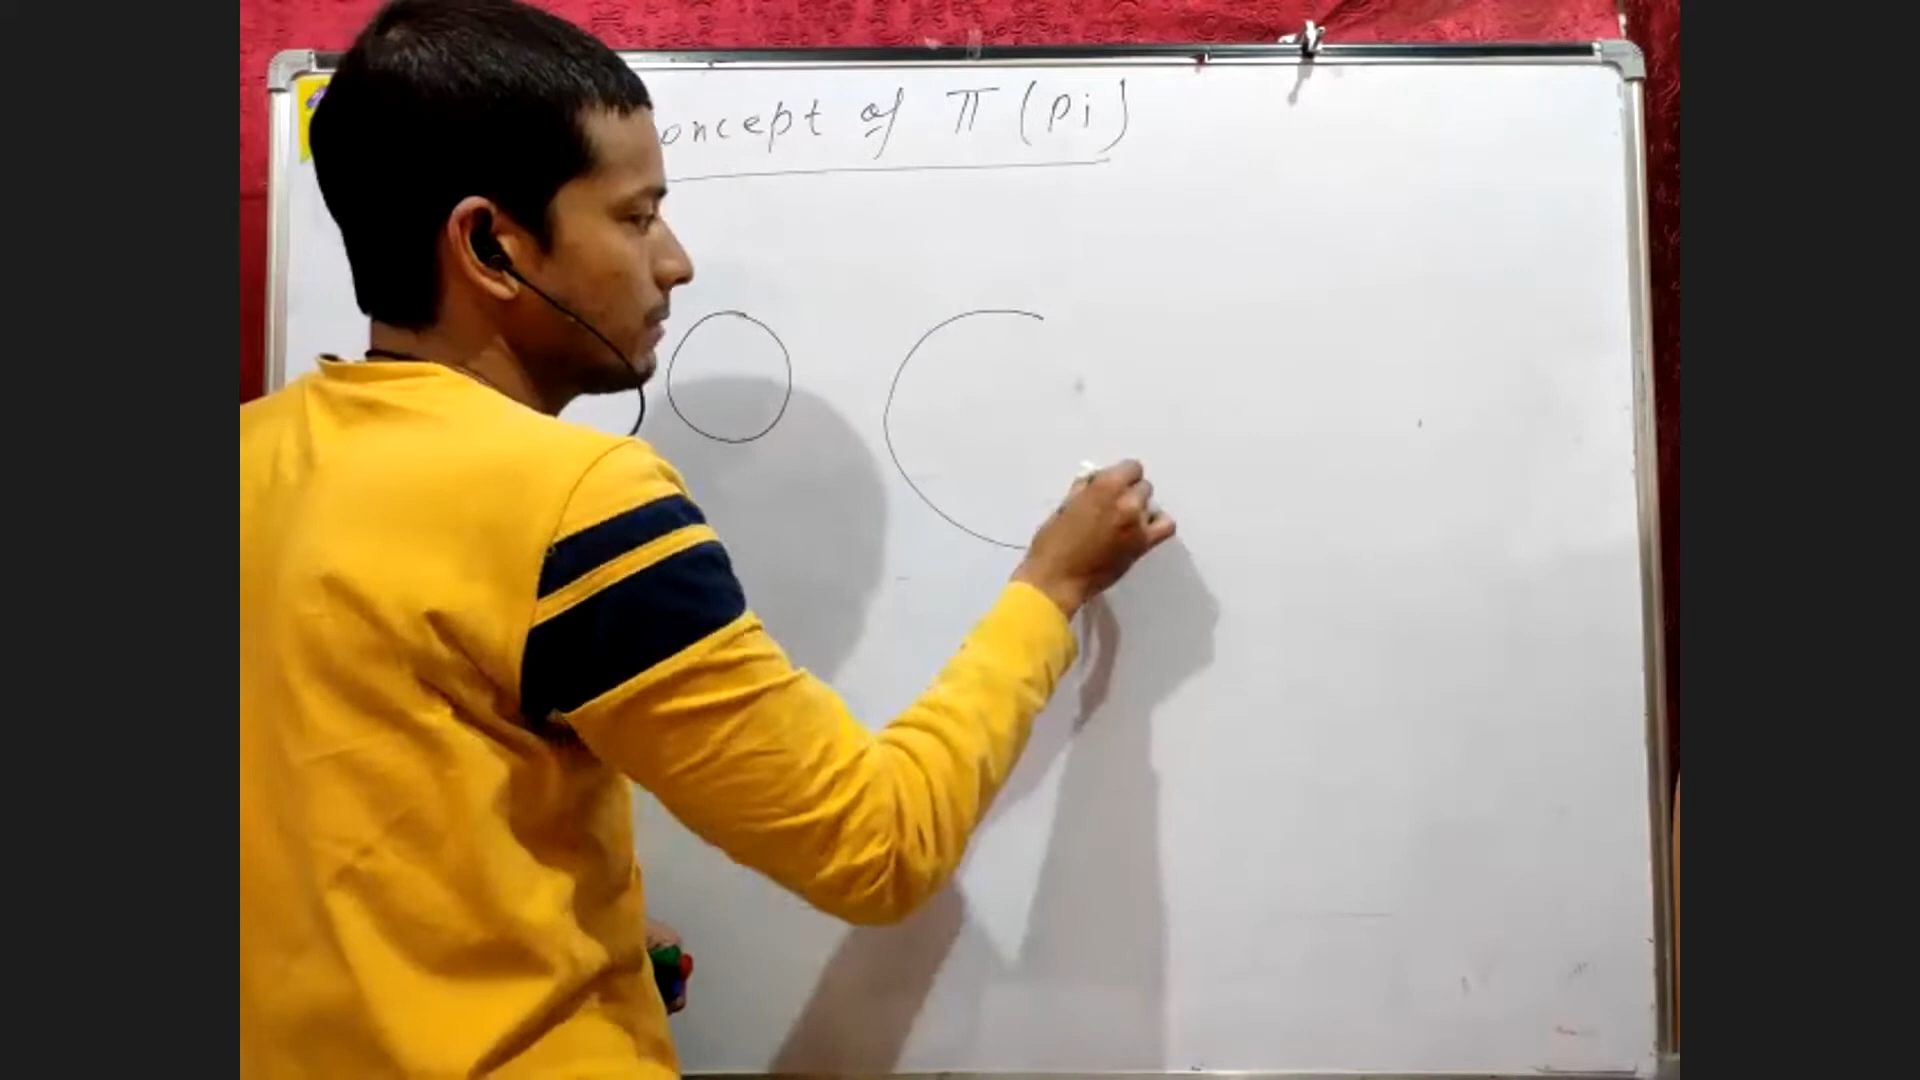 oncept of π (pi)